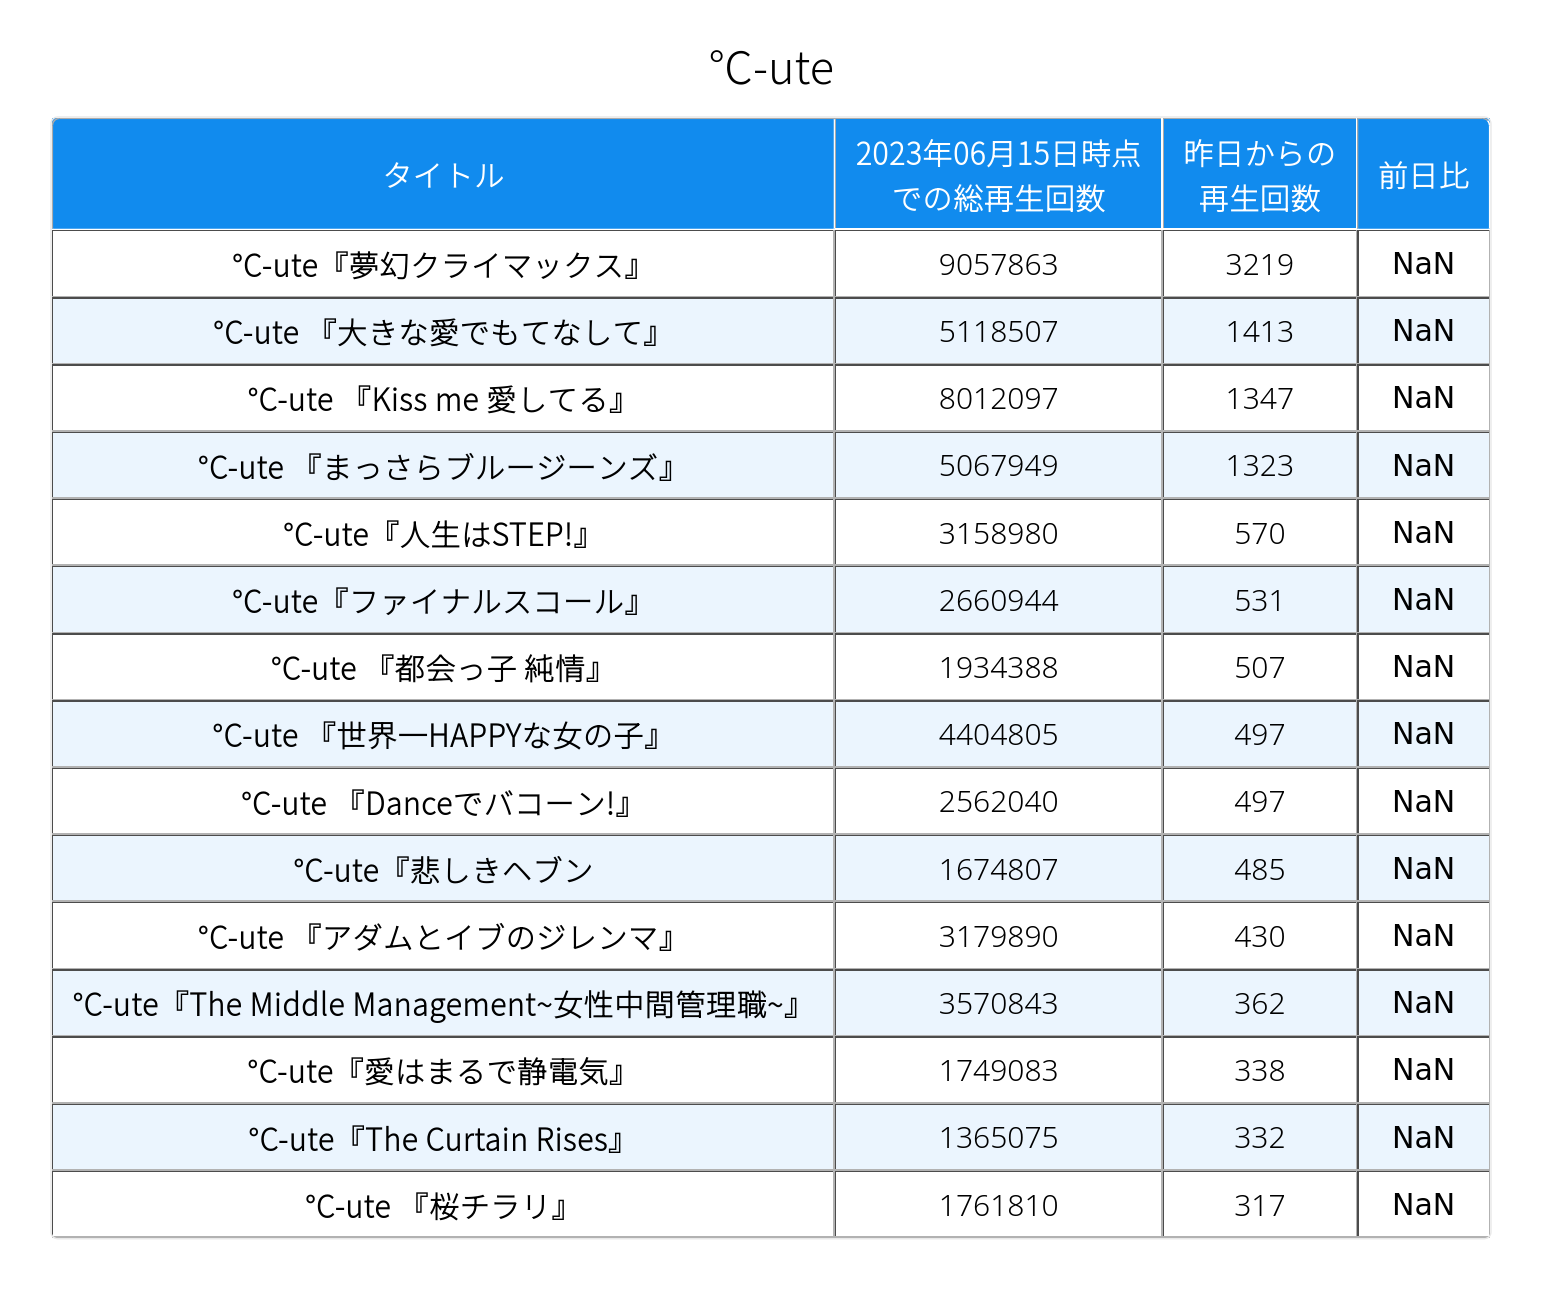 ℃-ute
タイトル 2023年06月15日時点での総再生回数 昨日からの再生回数 前日比
℃-ute『夢幻クライマックス』 9057863 3219 NaN
℃-ute 『大きな愛でもてなして』 5118507 1413 NaN
℃-ute 『Kiss me 愛してる』 8012097 1347 NaN
℃-ute 『まっさらブルージーンズ』 5067949 1323 NaN
℃-ute『人生はSTEP!』 3158980 570 NaN
℃-ute『ファイナルスコール』 2660944 531 NaN
℃-ute 『都会っ子 純情』 1934388 507 NaN
℃-ute 『世界一HAPPYな女の子』 4404805 497 NaN
℃-ute 『Danceでバコーン!』 2562040 497 NaN
℃-ute『悲しきヘブン 1674807 485 NaN
℃-ute 『アダムとイブのジレンマ』 3179890 430 NaN
℃-ute『The Middle Management~女性中間管理職~』 3570843 362 NaN
℃-ute『愛はまるで静電気』 1749083 338 NaN
℃-ute『The Curtain Rises』 1365075 332 NaN
℃-ute 『桜チラリ』 1761810 317 NaN